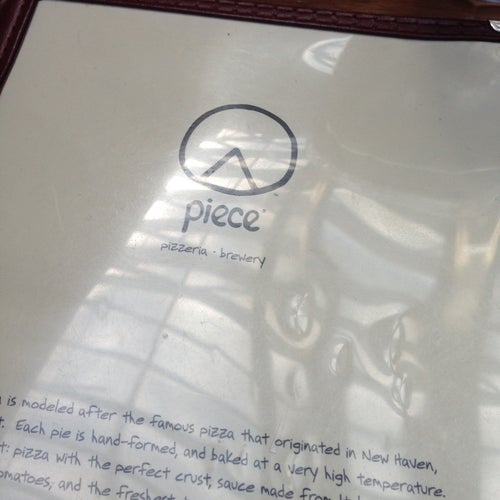 piece
pizzeria · brewery
is modeled after the famous pizza that originated in New Haven,
Each pie is hand-formed, and baked at a very high temperature.
pizza with the perfect crust, sauce made from
and the freshest